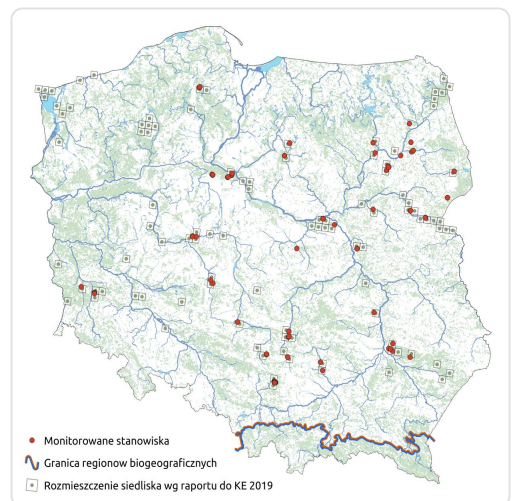 Monitorowane stanowiska
Granica regionow biogeograficznych
Rozmieszczenie siedliska wg raportu do KE 2019